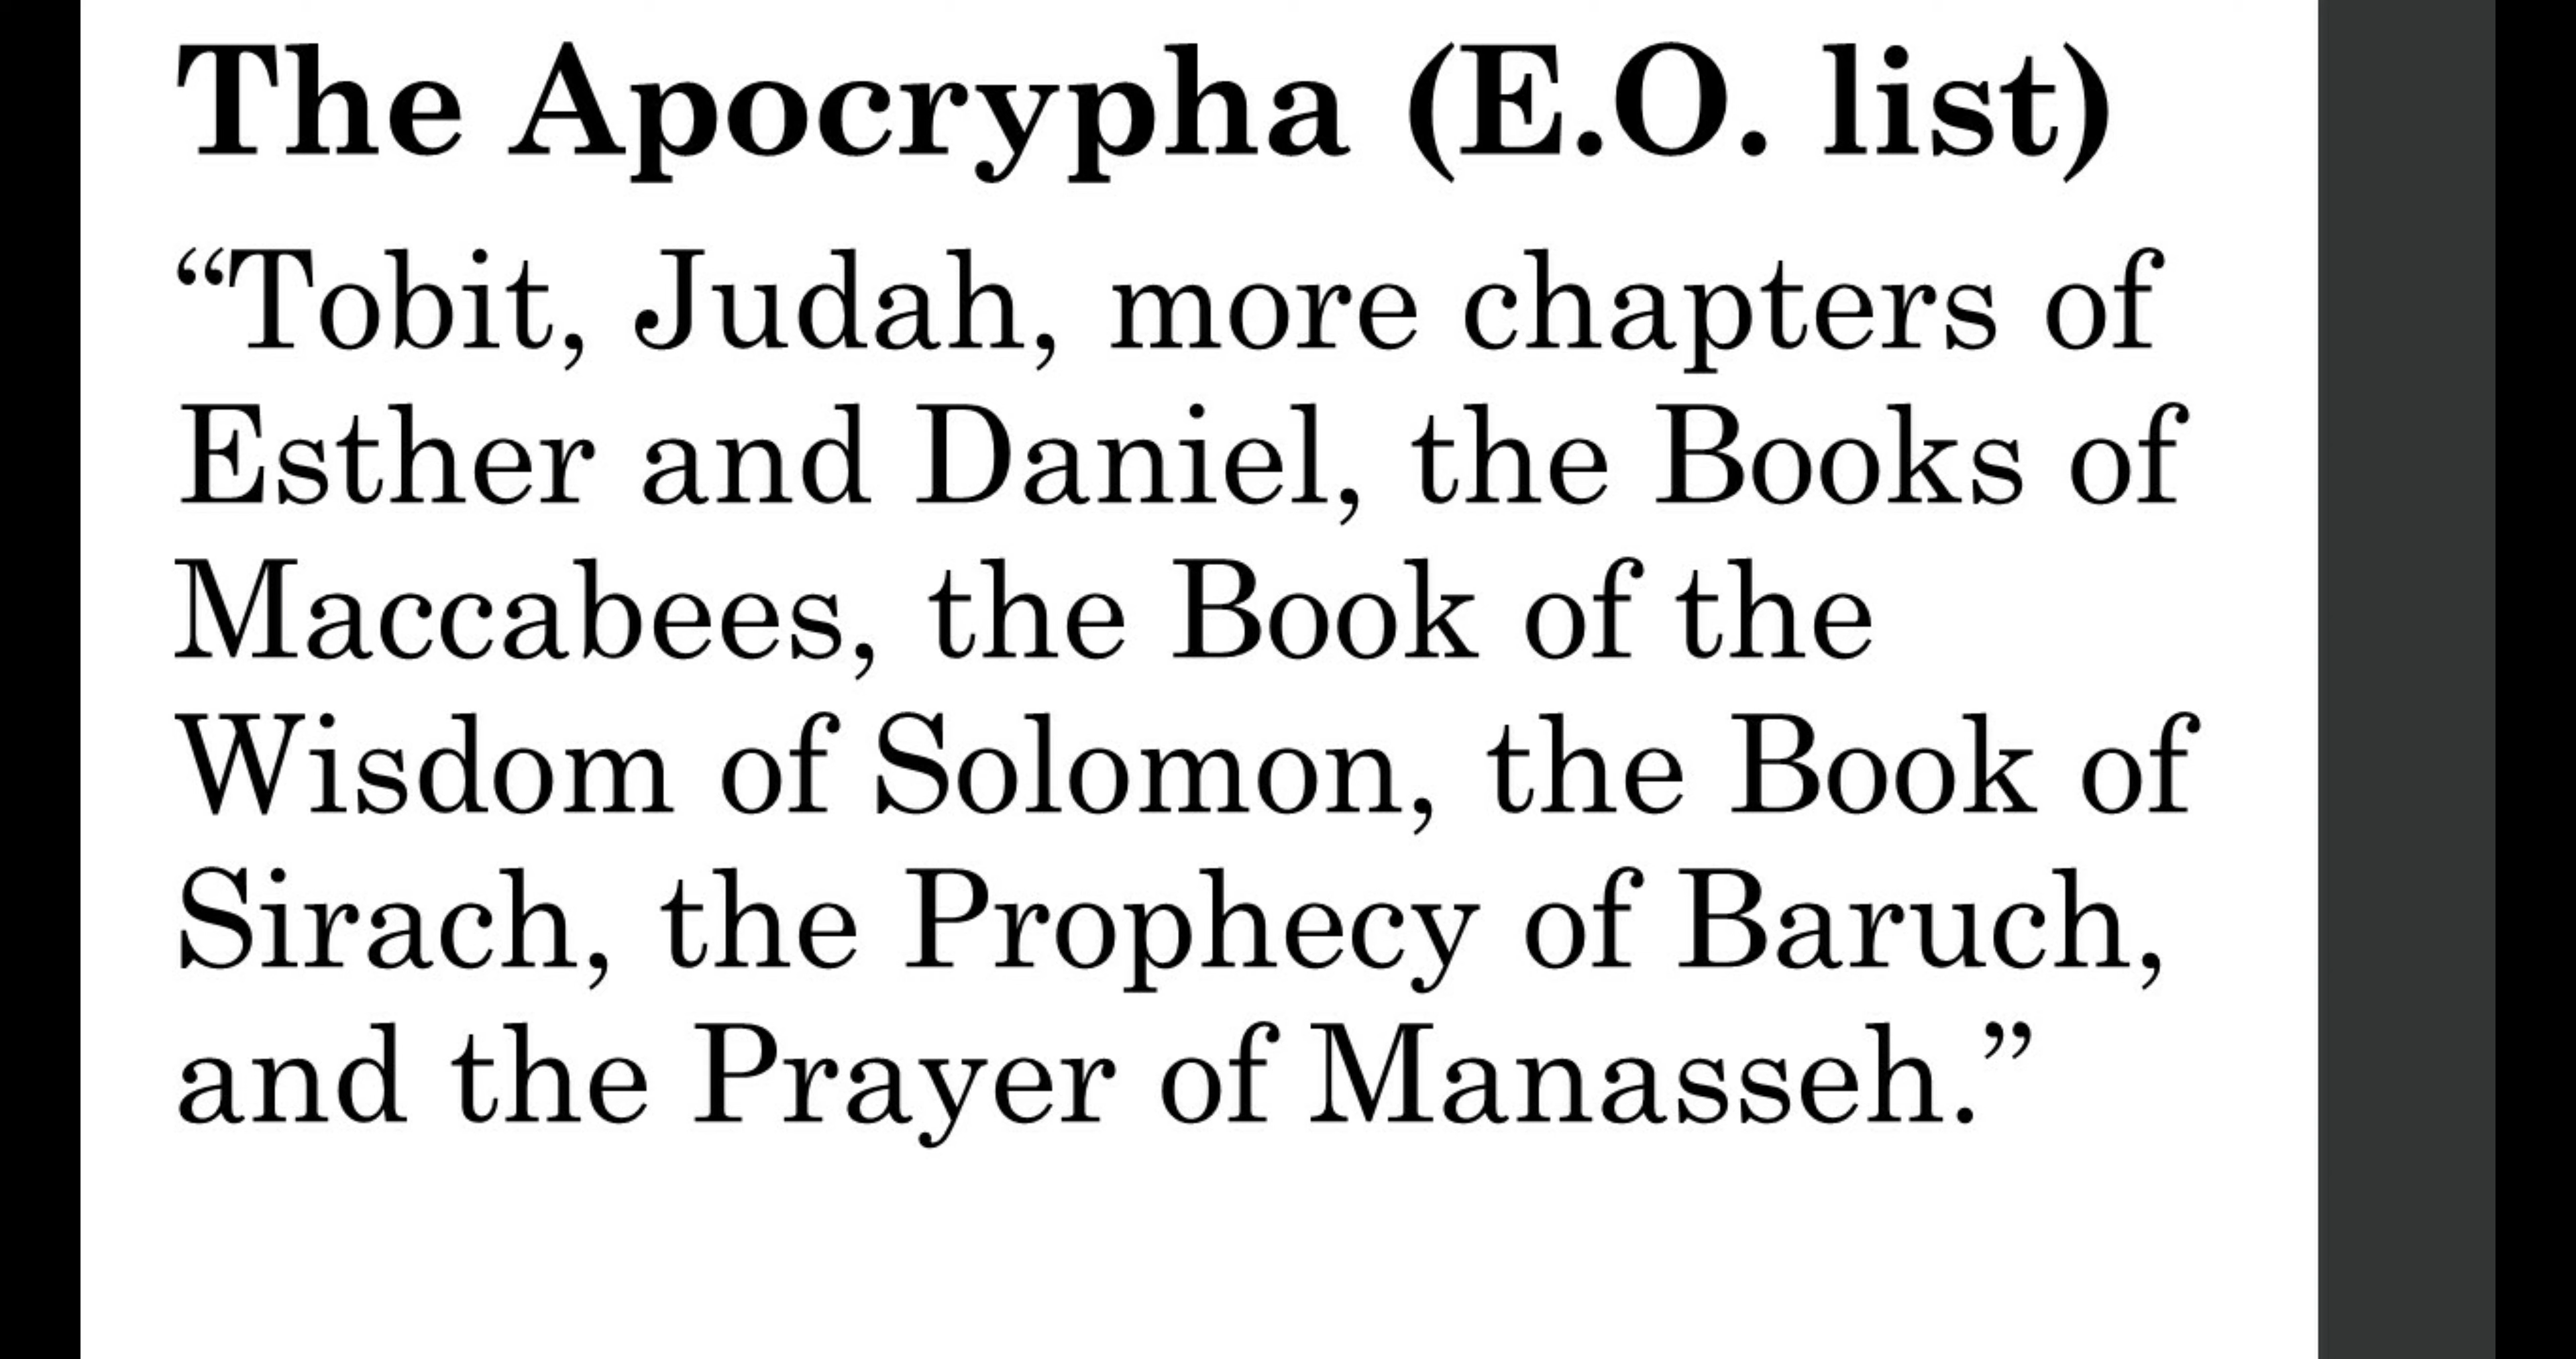 The Apocrypha (E.O. list)
“Tobit, Judah, more chapters of
Esther and Daniel, the Books of
Maccabees, the Book of the
Wisdom of Solomon, the Book of
Sirach, the Prophecy of Baruch,
and the Prayer of Manasseh.”